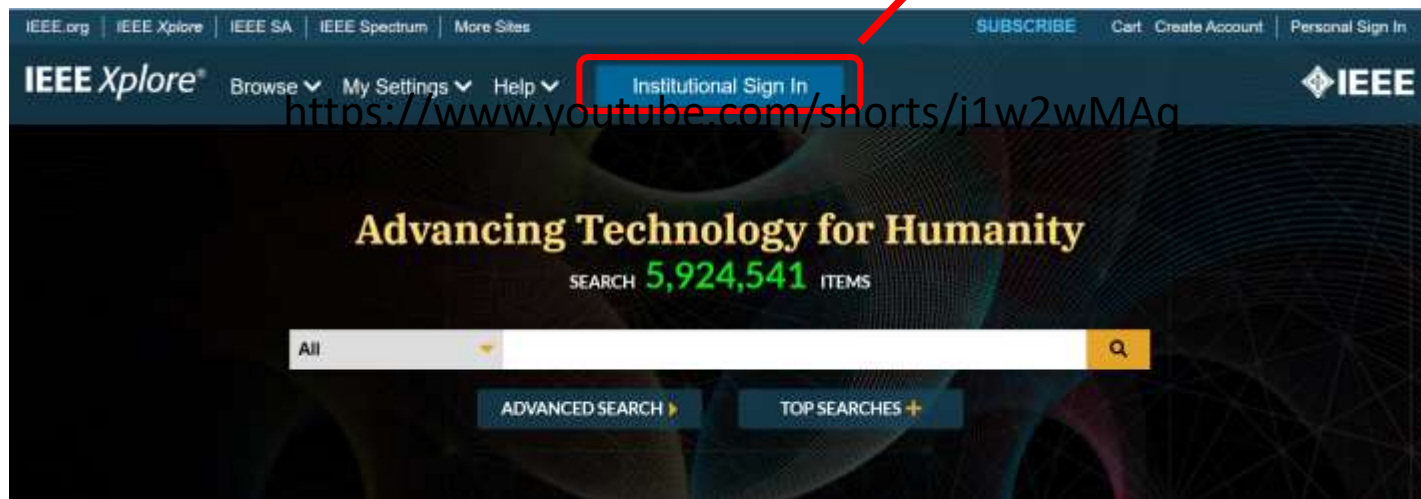 IEEE.org | IEEE Xplore | IEEE SA | IEEE Spectrum | More Sites SUBSCRIBE Cart Create Account | Personal Sign In
IEEE Xplore® Browse My Settings Help Institutional Sign In IEEE
https://www.youtube.com/shorts/j1w2wMAq
A54
Advancing Technology for Humanity
SEARCH 5,924,541 ITEMS
All
ADVANCED SEARCH TOP SEARCHES +